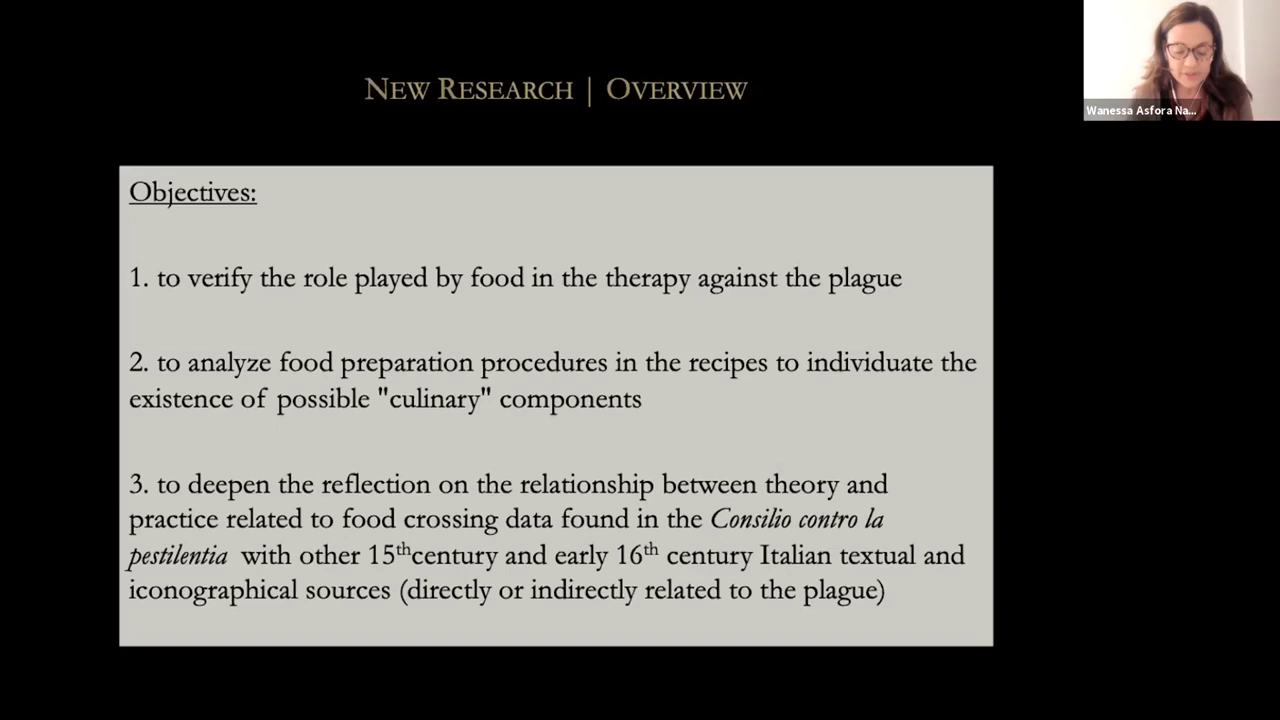 NEW RESEARCH | OVERVIEW
Wanessa Asfora Na...
Objectives:
1. to verify the role played by food in the therapy against the plague
2. to analyze food preparation procedures in the recipes to individuate the
existence of possible "culinary" components
3. to deepen the reflection on the relationship between theory and
practice related to food crossing data found in the Consilio contro la
pestilentia with other 15thcentury and early 16th century Italian textual and
iconographical sources (directly or indirectly related to the plague)